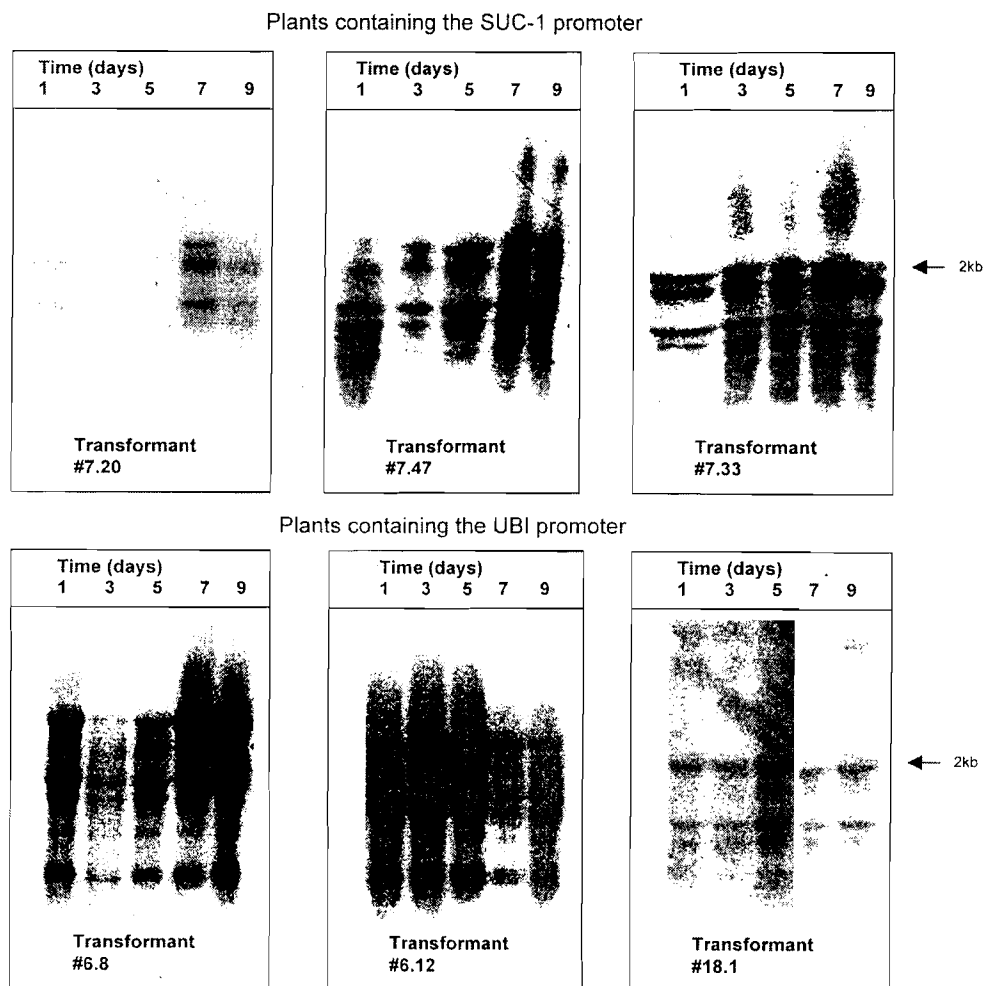 Plants containing the SUC-1 promoter
Time (days)
1 3 5 7 9
Transformant
#7.20
Time (days)
1 3 5 7 9
Transformant
#7.47
Time (days)
1 3 5 7 9
2kb
Transformant
#7.33
Plants containing the UBI promoter
Time (days)
1 3 5 7 9
Transformant
#6.8
Time (days)
1 3 5 7 9
Transformant
#6.12
Time (days)
1 3 5 7 9
2kb
Transformant
#18.1